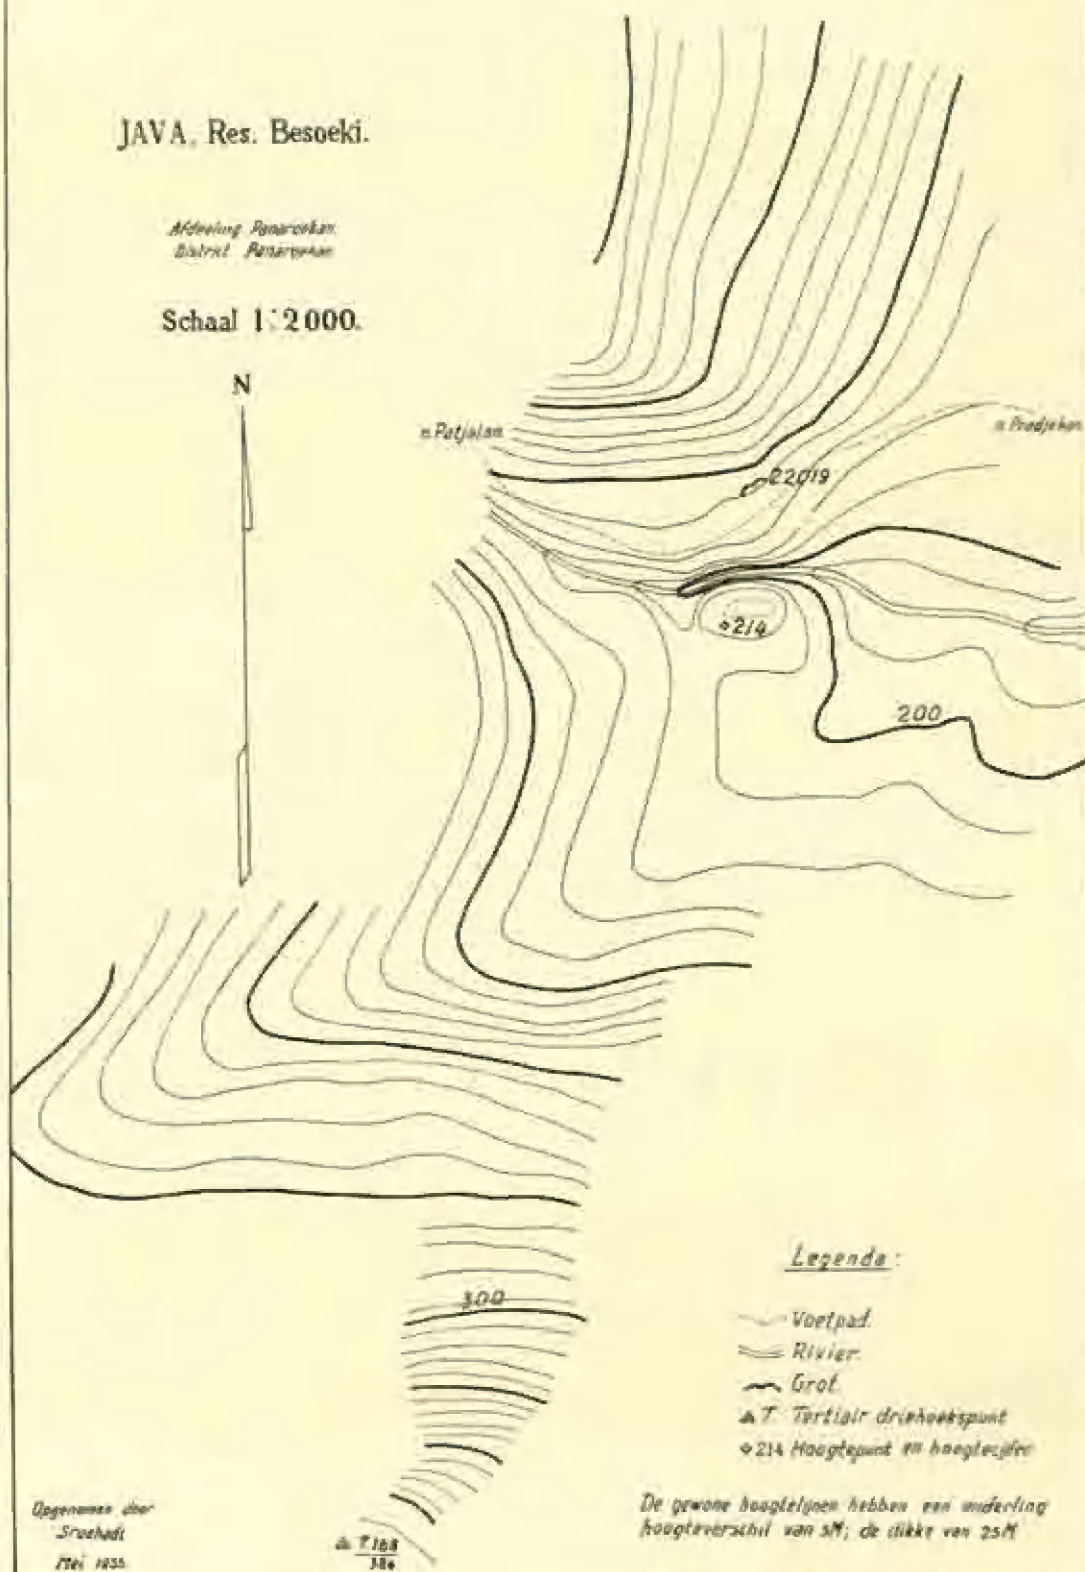 JAVA. Res. Besoeki.
Afdeeling Panaroekan.
District Panaroekan
Schaal 1:2000.
N
n. Patjalan
n. Pradjekan
22019
214
200
300
Legenda:
Voetpad.
Rivier.
Grot.
T. Tertiair driehoekspunt
214 Hoogtepunt en hoogtecijfer
De gewone hoogtelijnen hebben een onderling
hoogteverschil van 5M; de dikke van 25M
Opgenomen door
Mei
T.168
384